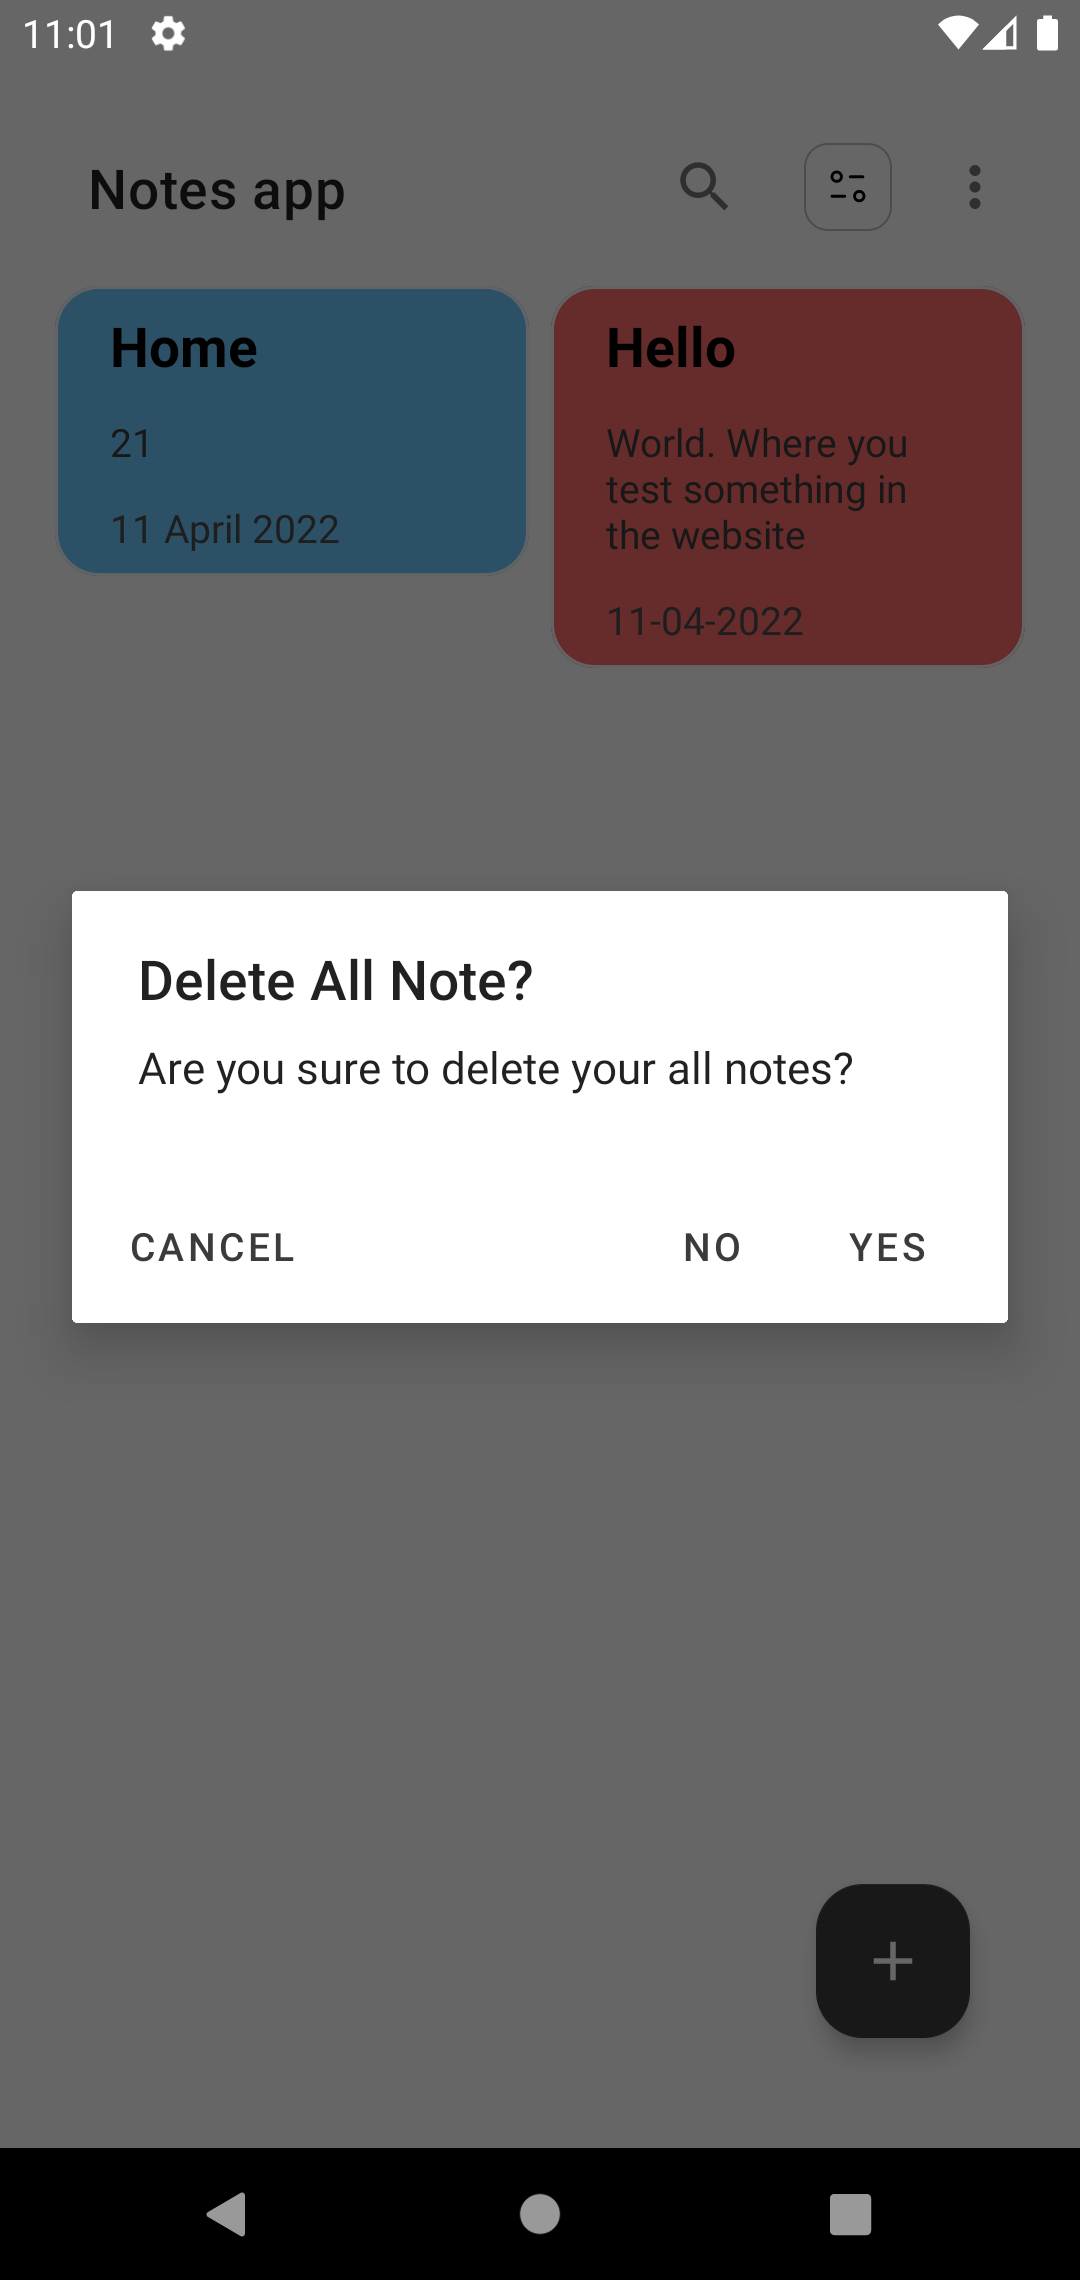 11:01
Notes app
Home
21
11 April 2022
Hello
World. Where you
test something in
the website
11-04-2022
Delete All Note?
Are you sure to delete your all notes?
CANCEL
NO
YES